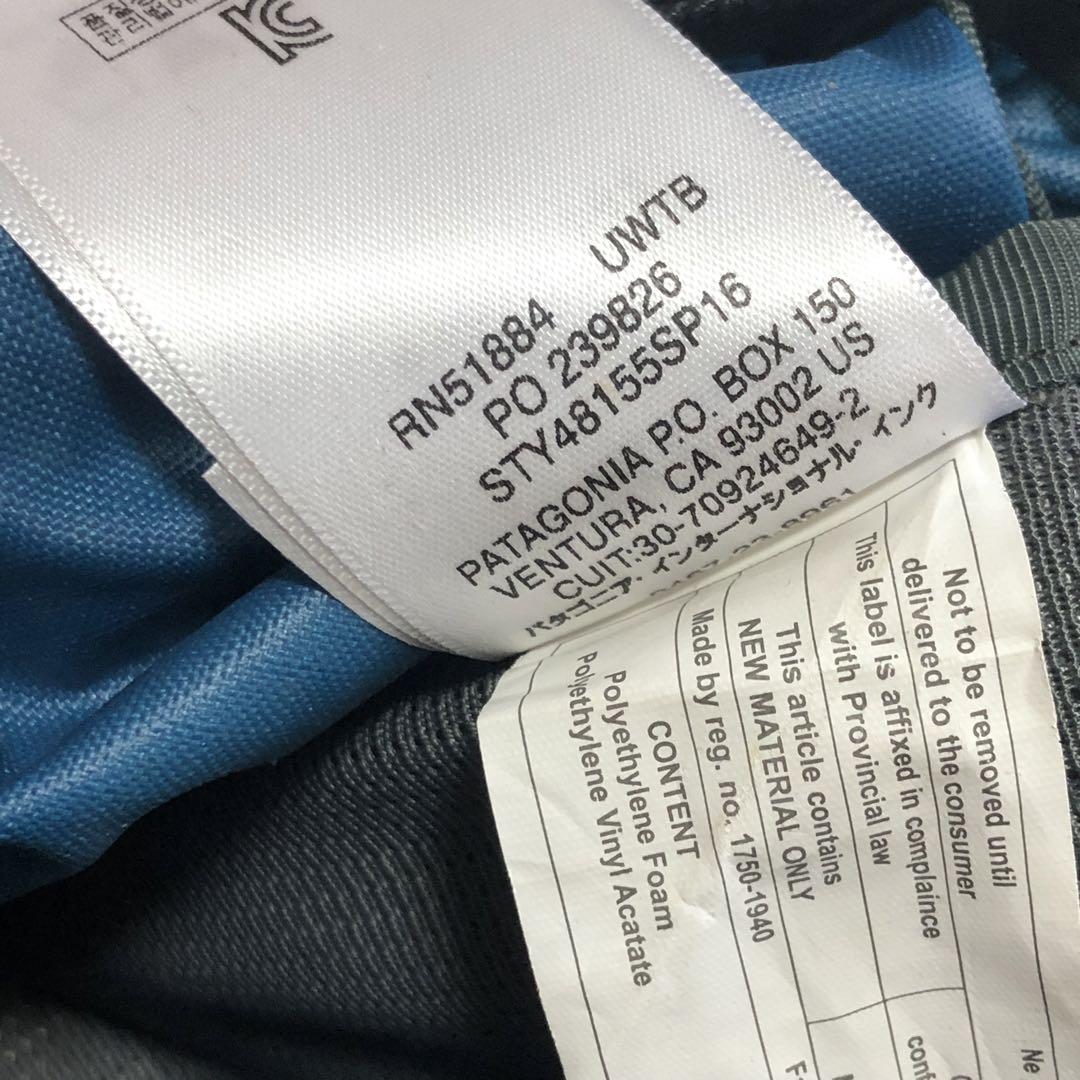 RN51884 UWTB
PO 239826
STY48155SP16
PATAGONIA P.O. BOX 150
VENTURA, CA 93002 US
CUIT:30-70924649-2
パタゴニア・インターナショナル・インク
Not to be removed until
delivered to the consumer
This label is affixed in complaince
with Provincial law
This article contains
NEW MATERIAL ONLY
Made by reg. no. 1750-1940
CONTENT
Polyethylene Foam
Polyethylene Vinyl Acatate